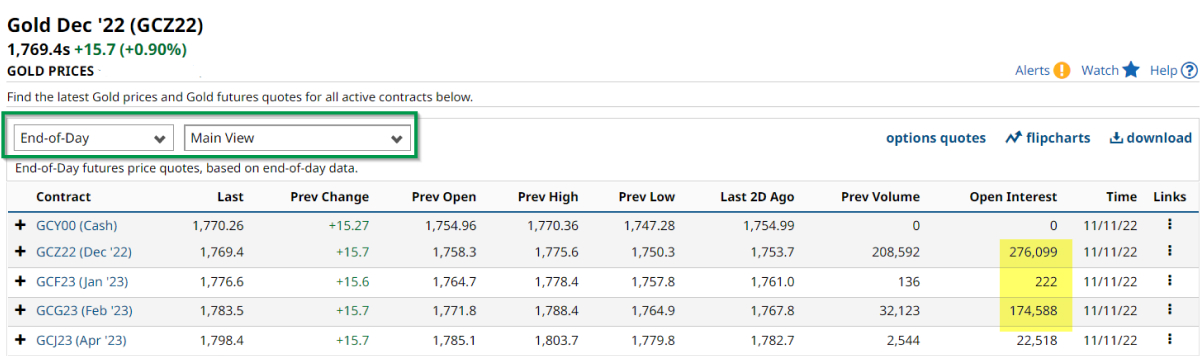 Gold Dec '22 (GCZ22)
1,769.4s +15.7 (+0.90%)
GOLD PRICES
Alerts Watch Help
Find the latest Gold prices and Gold futures quotes for all active contracts below.
End-of-Day Main View options quotes flipcharts download
End-of-Day futures price quotes, based on end-of-day data.
Contract Last Prev Change Prev Open Prev High Prev Low Last 2D Ago Prev Volume Open Interest Time Links
GCY00 (Cash) 1,770.26 +15.27 1,754.96 1,770.36 1,747.28 1,754.99 0 0 11/11/22
GCZ22 (Dec '22) 1,769.4 +15.7 1,758.3 1,775.6 1,750.3 1,753.7 208,592 276,099 11/11/22
GCF23 (Jan '23) 1,776.6 +15.6 1,764.7 1,778.4 1,757.8 1,761.0 136 222 11/11/22
GCG23 (Feb '23) 1,783.5 +15.7 1,771.8 1,788.4 1,764.9 1,767.8 32,123 174,588 11/11/22
GCJ23 (Apr '23) 1,798.4 +15.7 1,785.1 1,803.7 1,779.8 1,782.7 2,544 22,518 11/11/22